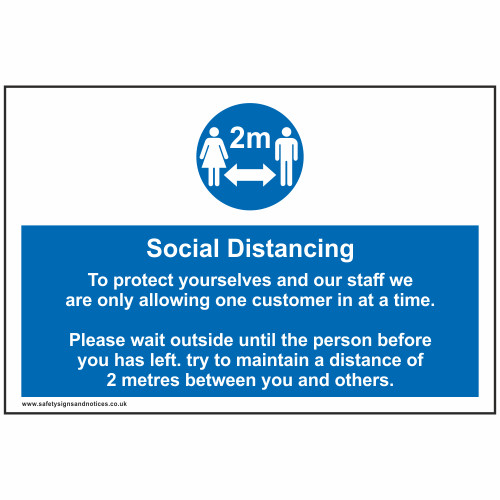 2m
Social Distancing
To protect yourselves and our staff we
are only allowing one customer in at a time.
Please wait outside until the person before
you has left. try to maintain a distance of
2 metres between you and others.
www.safetysignsandnotices.co.uk